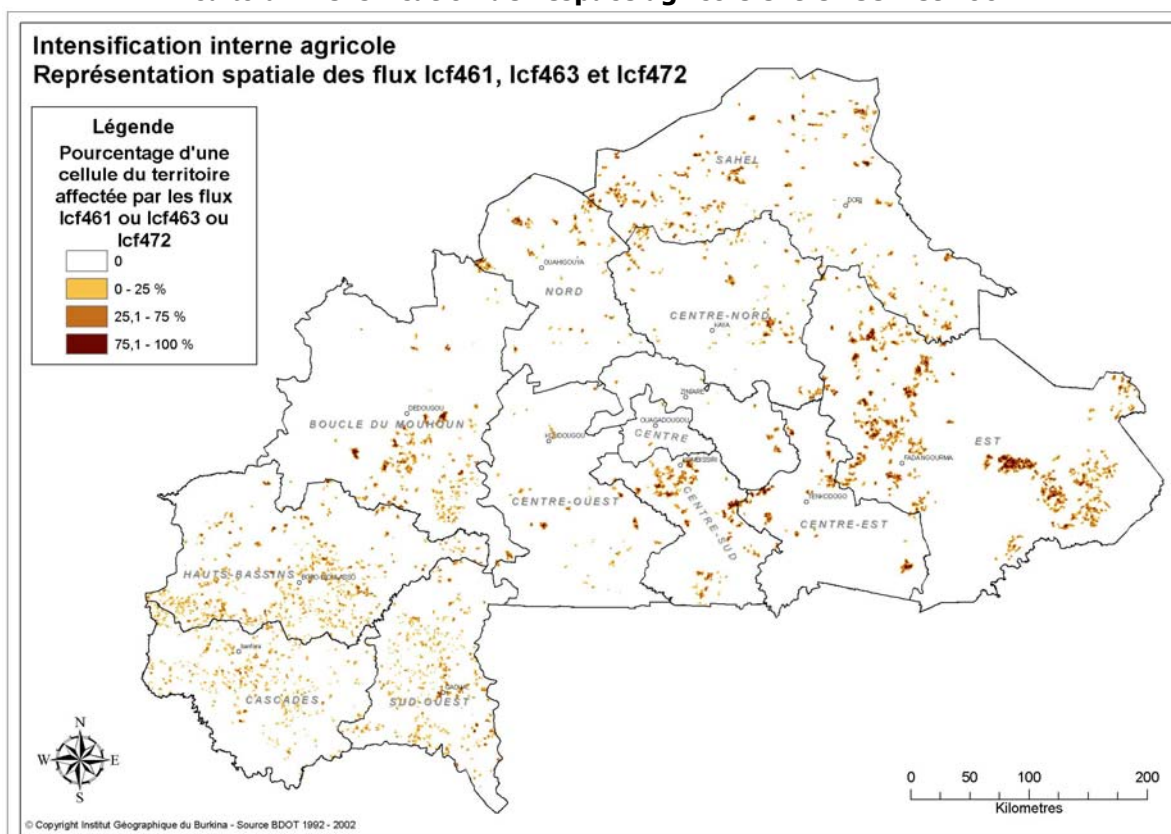 Intensification interne agricole
Représentation spatiale des flux lcf461, lcf463 et lcf472
Légende
Pourcentage d'une
cellule du territoire
affectée par les flux
lcf461 ou lcf463 ou
lcf472
0
0 - 25 %
25,1 - 75 %
75,1 - 100 %
SAHEL
DORI
OUAHIGOUYA
NORD
CENTRE-NORD
KAYA
ZINIARE
DEDOUGOU
BOUCLE DU MOUHOUN
KOUDOUGOU
OUAGADOUGOU
CENTRE
EST
FADANGOURMA
CENTRE-OUEST
CENTRE-SUD
TENKODOGO
CENTRE-EST
HAUTS-BASSINS
BOBO-DIOULASSO
banfora
CASCADES
SUD-OUEST
N
W
E
S
0 50 100 200
Kilometres
© Copyright Institut Géographique du Burkina - Source BDOT 1992 - 2002